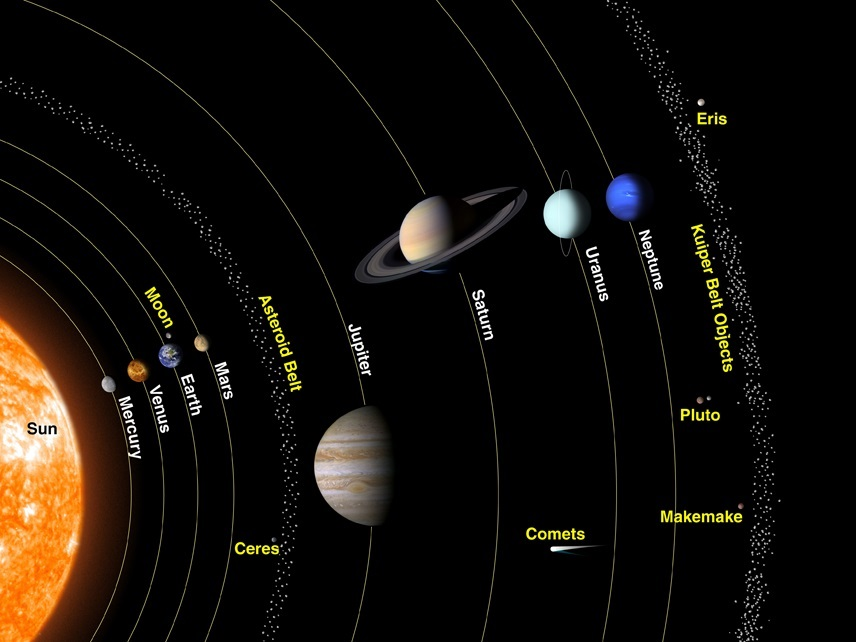 Sun
Mercury
Venus
Earth
Moon
Mars
Asteroid Belt
Ceres
Jupiter
Saturn
Uranus
Neptune
Comets
Eris
Kuiper Belt Objects
Pluto
Makemake